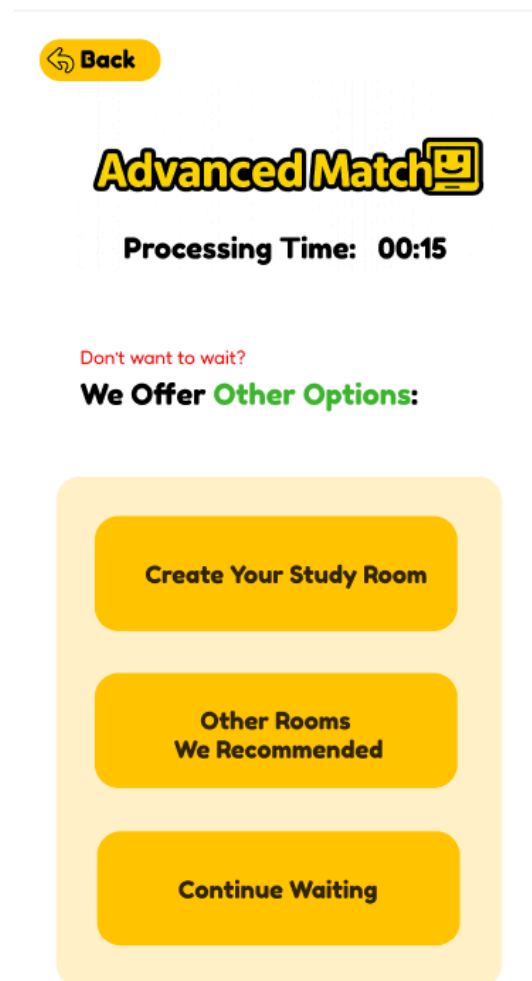 Back
Advanced Match
Processing Time: 00:15
Don't want to wait?
We Offer Other Options:
Create Your Study Room
Other Rooms
We Recommended
Continue Waiting